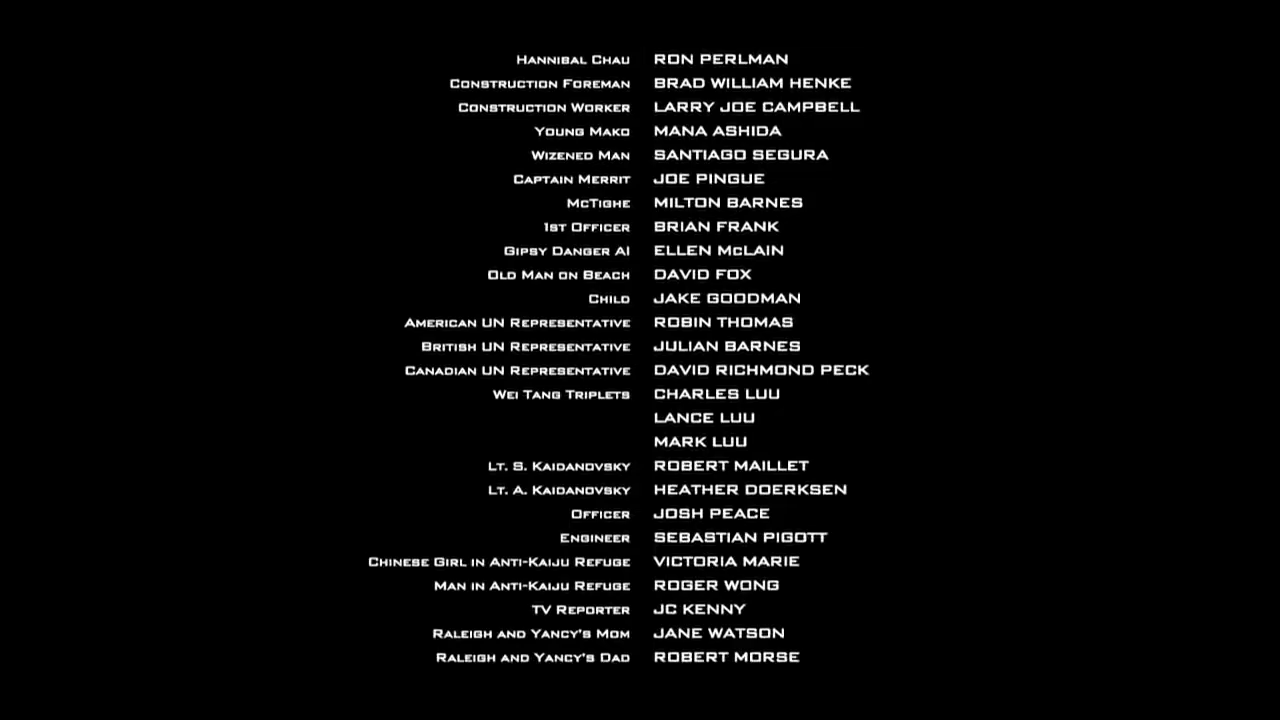 Hannibal Chau RON PERLMAN
Construction Foreman BRAD WILLIAM HENKE
Construction Worker LARRY JOE CAMPBELL
Young Mako MANA ASHIDA
Wizened Man SANTIAGO SEGURA
Captain Merrit JOE PINGUE
McTighe MILTON BARNES
1st Officer BRIAN FRANK
Gipsy Danger AI ELLEN McLAIN
Old Man on Beach DAVID FOX
Child JAKE GOODMAN
American UN Representative ROBIN THOMAS
British UN Representative JULIAN BARNES
Canadian UN Representative DAVID RICHMOND PECK
Wei Tang Triplets CHARLES LUU
LANCE LUU
MARK LUU
Lt. S. Kaidanovsky ROBERT MAILLET
Lt. A. Kaidanovsky HEATHER DOERKSEN
Officer JOSH PEACE
Engineer SEBASTIAN PIGOTT
Chinese Girl in Anti-Kaiju Refuge VICTORIA MARIE
Man in Anti-Kaiju Refuge ROGER WONG
TV Reporter JC KENNY
Raleigh and Yancy's Mom JANE WATSON
Raleigh and Yancy's Dad ROBERT MORSE